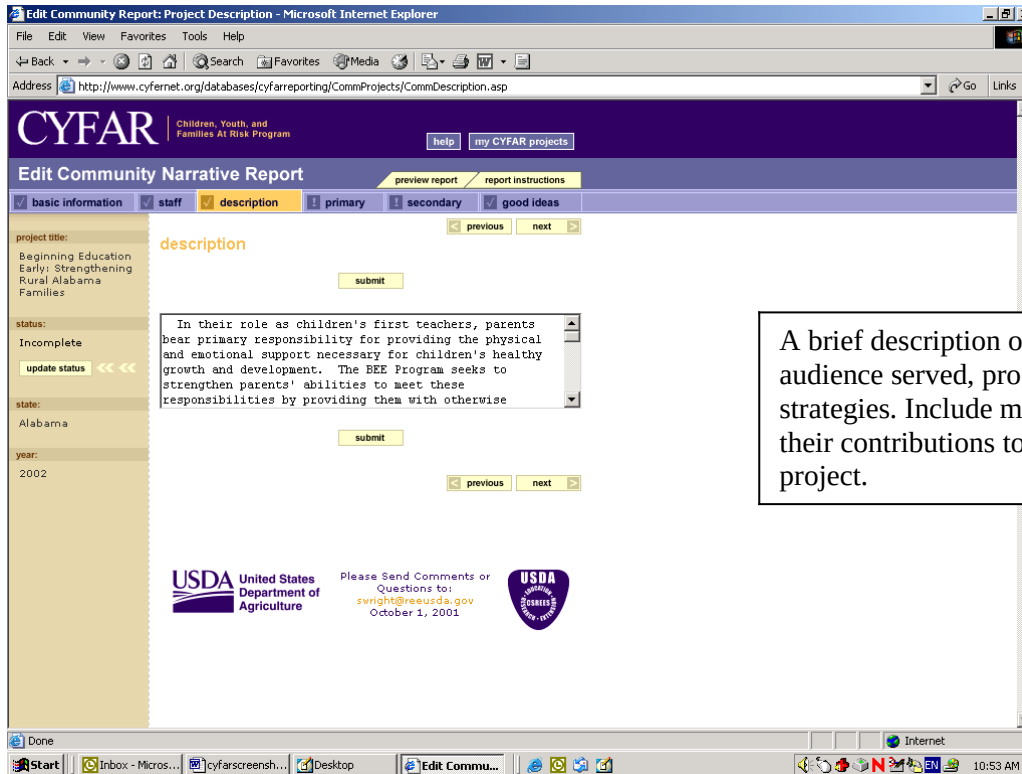 Edit Community Report: Project Description - Microsoft Internet Explorer
File Edit View Favorites Tools Help
Back Search Favorites Media
Address http://www.cyfernet.org/databases/cyfarreporting/CommProjects/CommDescription.asp Go Links
CYFAR Children, Youth, and
Families At Risk Program
help my CYFAR projects
Edit Community Narrative Report preview report report instructions
basic information staff description primary secondary good ideas
previous next
project title:
Beginning Education
Early: Strengthening
Rural Alabama
Families
status:
Incomplete
update status
state:
Alabama
year:
2002
description
submit
In their role as children's first teachers, parents
bear primary responsibility for providing the physical
and emotional support necessary for children's healthy
growth and development. The BEE Program seeks to
strengthen parents' abilities to meet these
responsibilities by providing them with otherwise
submit
previous next
A brief description o
audience served, pro
strategies. Include m
their contributions to
project.
USDA United States
Department of
Agriculture
Please Send Comments or
Questions to:
swright@reeusda.gov
October 1, 2001
USDA
CSREES
Done Internet
Start Inbox - Micros... cyfarscreensh... Desktop Edit Commu... N EN 10:53 AM